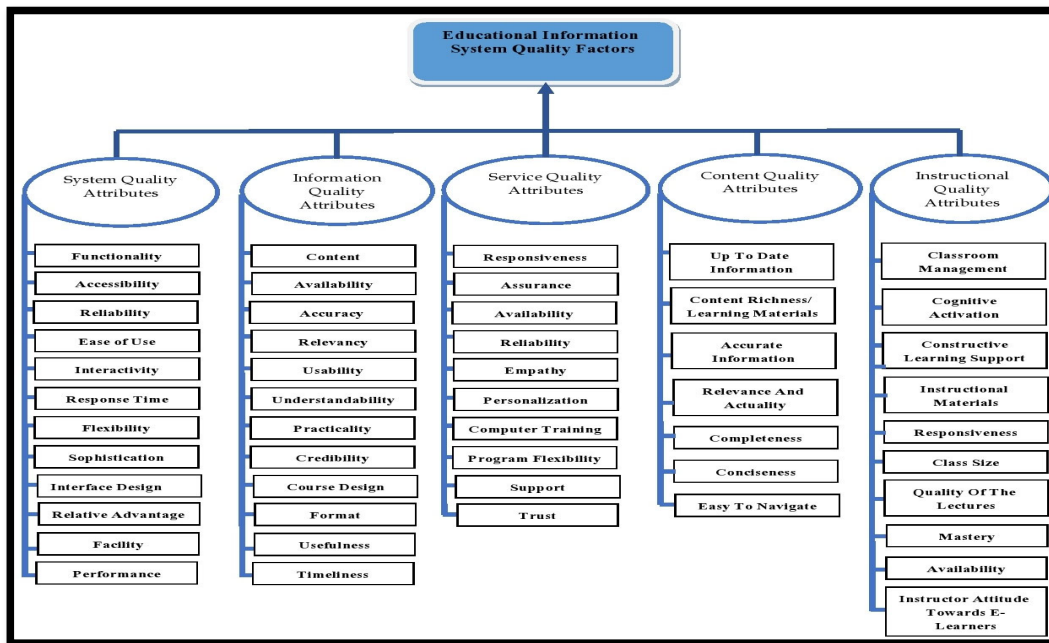 Educational Information
System Quality Factors
System Quality
Attributes
Functionality
Accessibility
Reliability
Ease of Use
Interactivity
Response Time
Flexibility
Sophistication
Interface Design
Relative Advantage
Facility
Performance
Information
Quality
Attributes
Content
Availability
Accuracy
Relevancy
Usability
Understandability
Practicality
Credibility
Course Design
Format
Usefulness
Timeliness
Service Quality
Attributes
Responsiveness
Assurance
Availability
Reliability
Empathy
Personalization
Computer Training
Program Flexibility
Support
Trust
Content Quality
Attributes
Up To Date
Information
Content Richness/
Learning Materials
Accurate
Information
Relevance And
Actuality
Completeness
Conciseness
Easy To Navigate
Instructional
Quality
Attributes
Classroom
Management
Cognitive
Activation
Constructive
Learning Support
Instructional
Materials
Responsiveness
Class Size
Quality Of The
Lectures
Mastery
Availability
Instructor Attitude
Towards E-
Learners